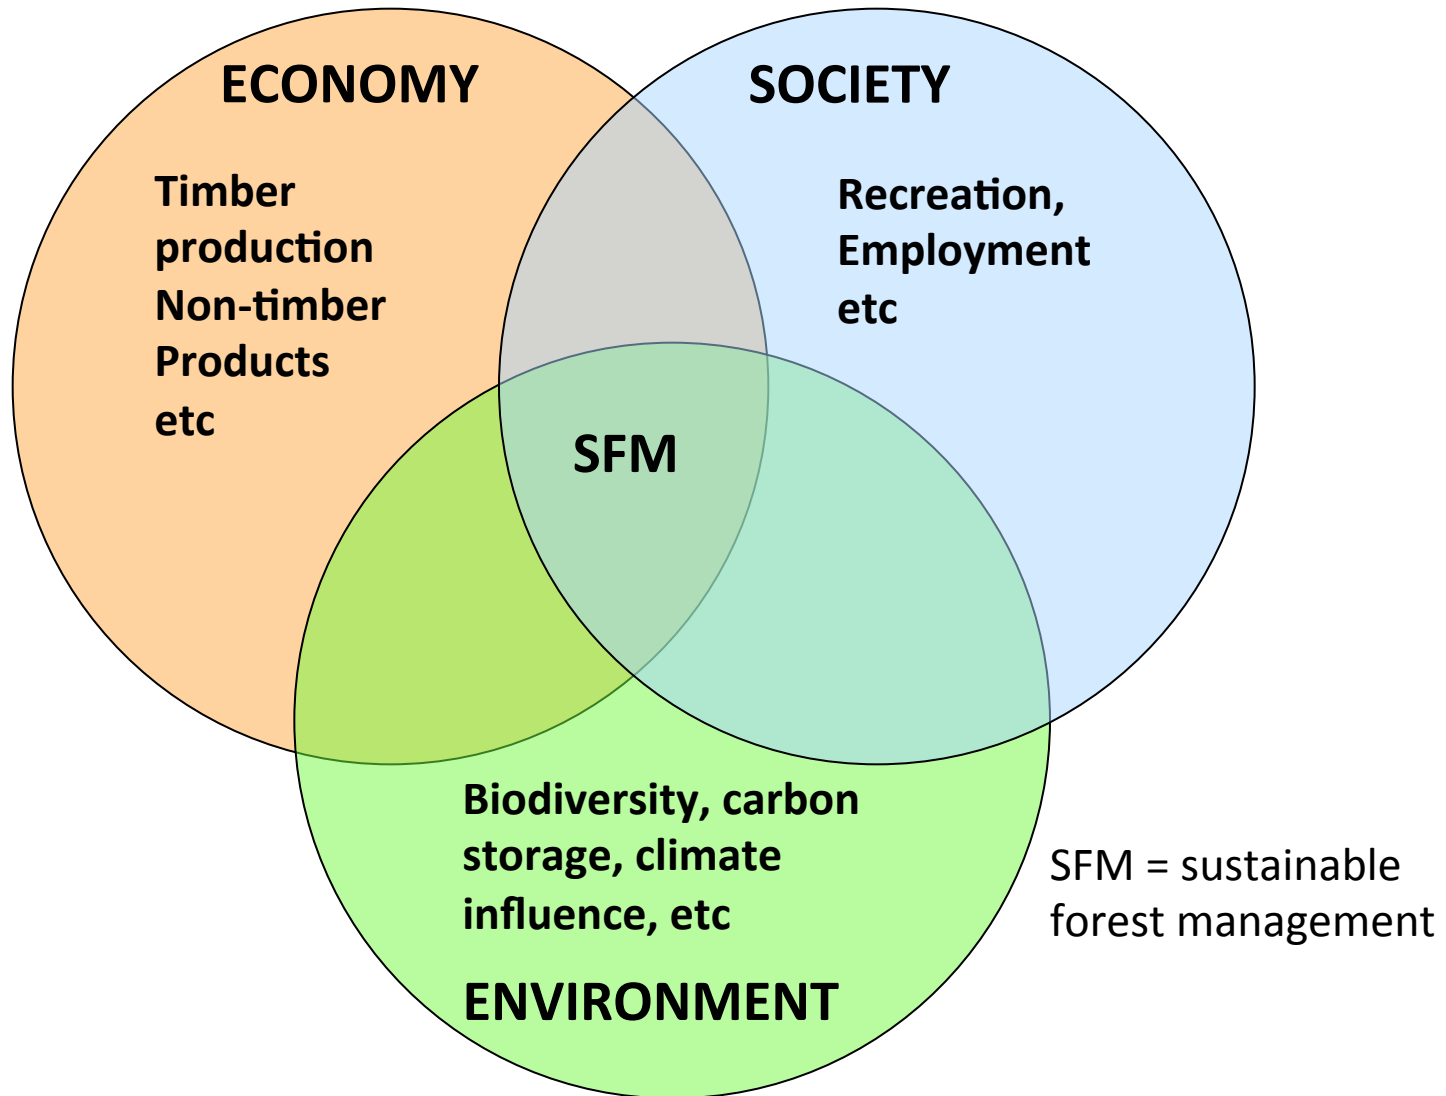 ECONOMY
Timber
production
Non-timber
Products
etc
SOCIETY
Recreation,
Employment
etc
SFM
Biodiversity, carbon
storage, climate
influence, etc
ENVIRONMENT
SFM = sustainable
forest management